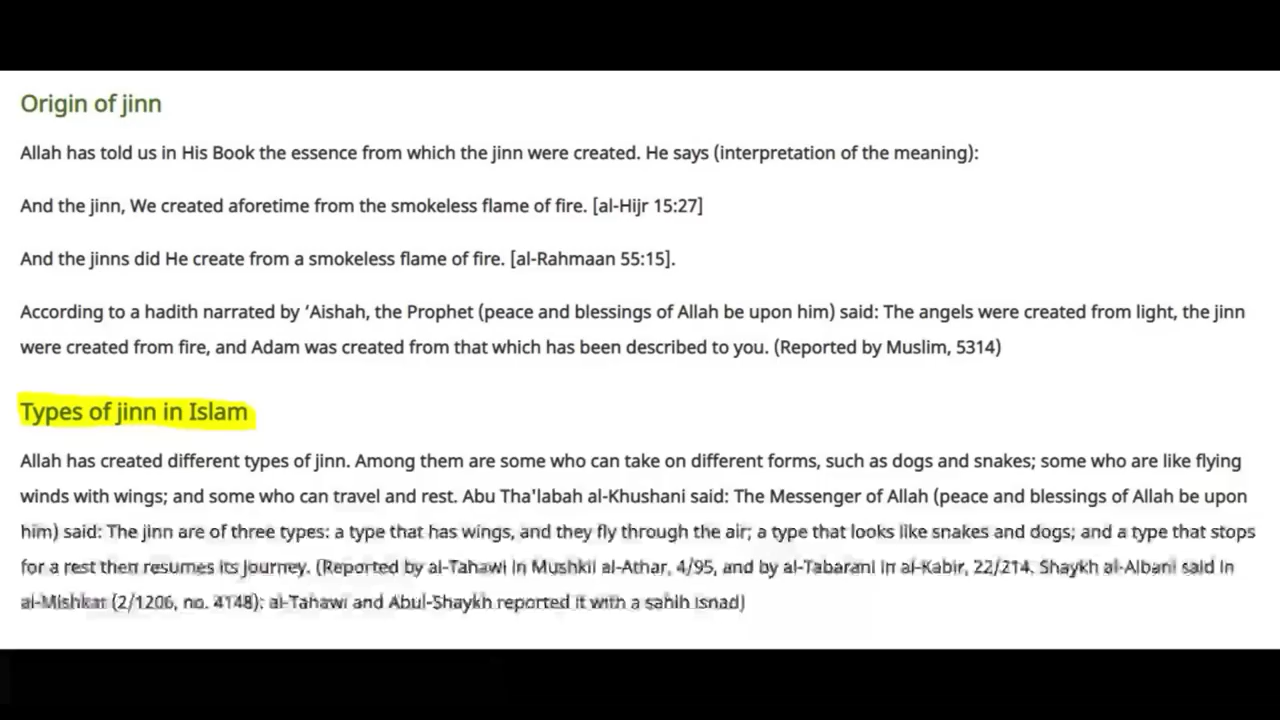 Origin of jinn
Allah has told us in His Book the essence from which the jinn were created. He says (interpretation of the meaning):
And the jinn, We created aforetime from the smokeless flame of fire. [al-Hijr 15:27]
And the jinns did He create from a smokeless flame of fire. [al-Rahmaan 55:15].
According to a hadith narrated by ‘Aishah, the Prophet (peace and blessings of Allah be upon him) said: The angels were created from light, the jinn
were created from fire, and Adam was created from that which has been described to you. (Reported by Muslim, 5314)
Types of jinn in Islam
Allah has created different types of jinn. Among them are some who can take on different forms, such as dogs and snakes; some who are like flying
winds with wings; and some who can travel and rest. Abu Tha'labah al-Khushani said: The Messenger of Allah (peace and blessings of Allah be upon
him) said: The jinn are of three types: a type that has wings, and they fly through the air; a type that looks like snakes and dogs; and a type that stops
for a rest then resumes its journey. (Reported by al-Tahawi in Mushkil al-Athar, 4/95, and by al-Tabarani in al-Kabir, 22/214. Shaykh al-Albani said in
al-Mishkat (2/1206, no. 4148): al-Tahawi and Abul-Shaykh reported it with a sahih isnad)